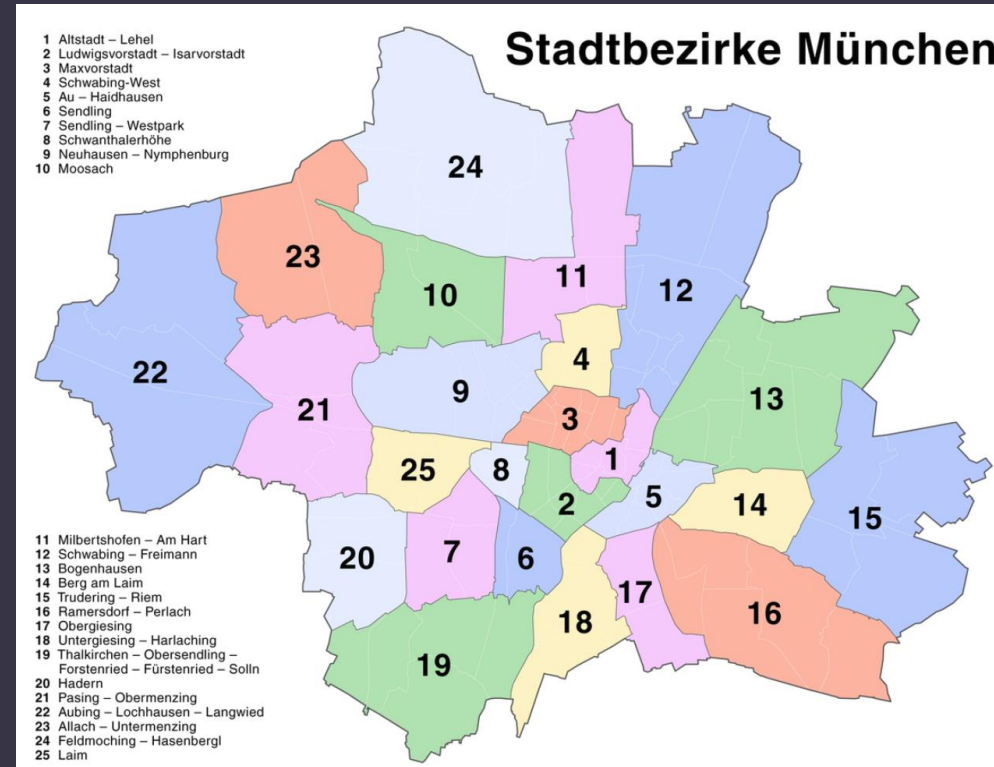 Stadtbezirke München
1 Altstadt – Lehel
2 Ludwigsvorstadt – Isarvorstadt
3 Maxvorstadt
4 Schwabing-West
5 Au – Haidhausen
6 Sendling
7 Sendling – Westpark
8 Schwanthalerhöhe
9 Neuhausen – Nymphenburg
10 Moosach
24
23
11
10
12
4
22
9
13
21
3
1
25
8
5
2
14
15
20
7
6
17
18
16
19
11 Milbertshofen – Am Hart
12 Schwabing – Freimann
13 Bogenhausen
14 Berg am Laim
15 Trudering – Riem
16 Ramersdorf – Perlach
17 Obergiesing
18 Untergiesing – Harlaching
19 Thalkirchen – Obersendling –
Forstenried – Fürstenried – Solln
20 Hadern
21 Pasing – Obermenzing
22 Aubing – Lochhausen – Langwied
23 Allach – Untermenzing
24 Feldmoching – Hasenbergl
25 Laim